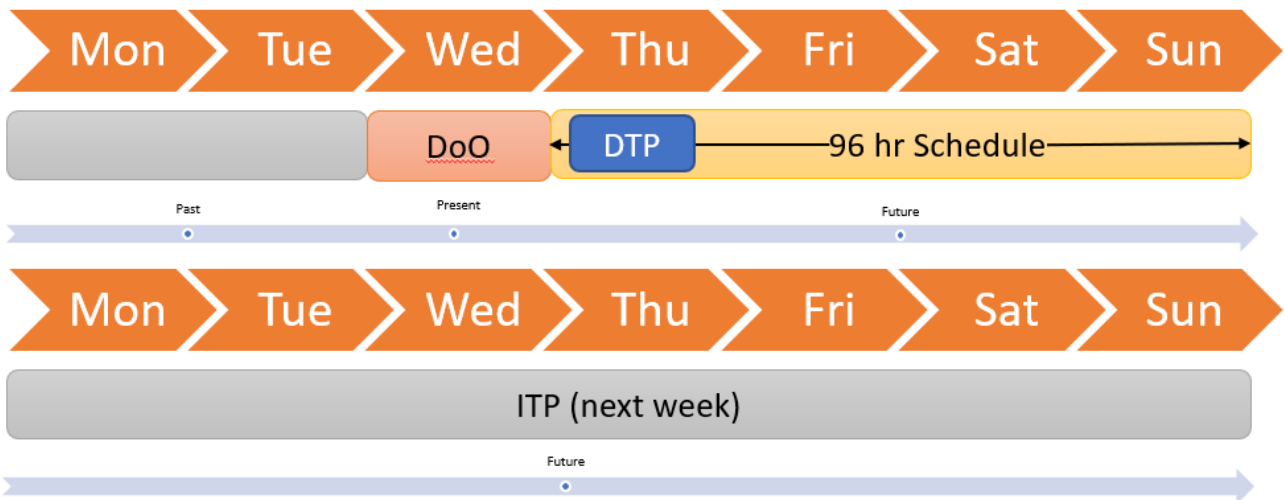 Mon Tue Wed Thu Fri Sat Sun
DoO DTP 96 hr Schedule
Past Present Future
Mon Tue Wed Thu Fri Sat Sun
ITP (next week)
Future